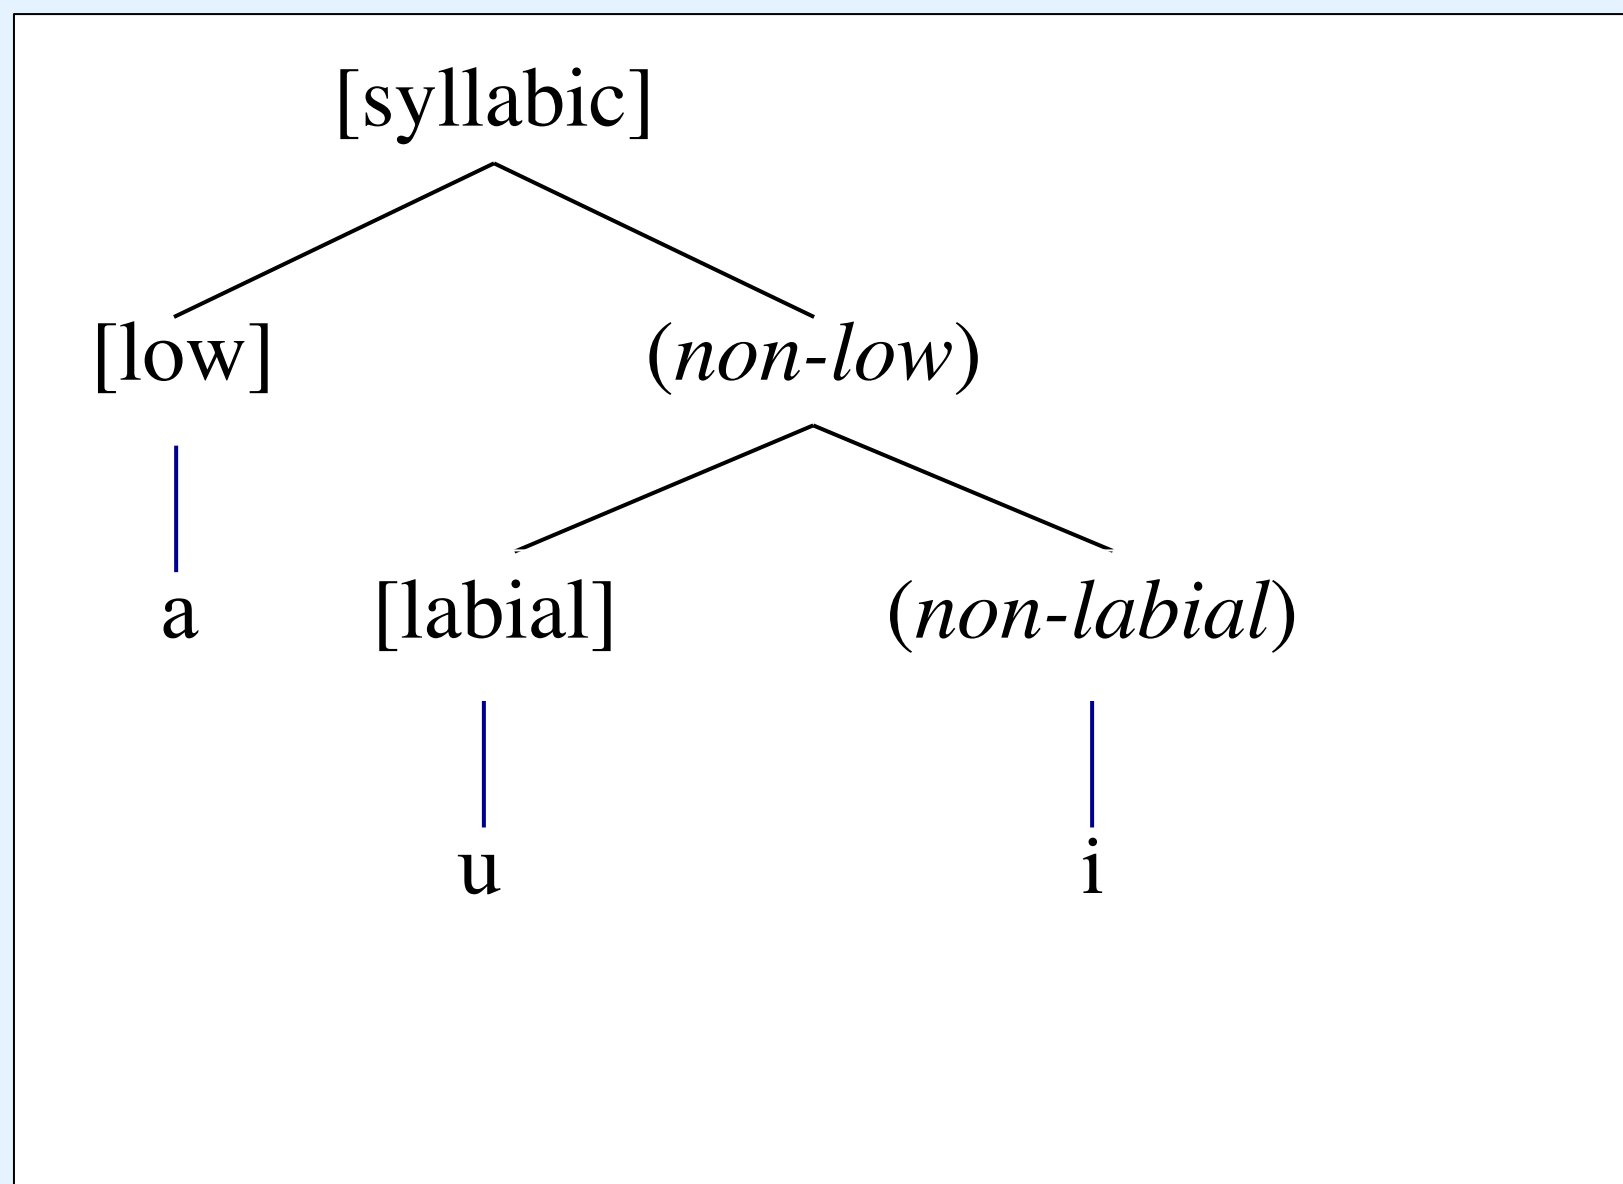 [syllabic]
[low] (non-low)
a [labial] (non-labial)
u i